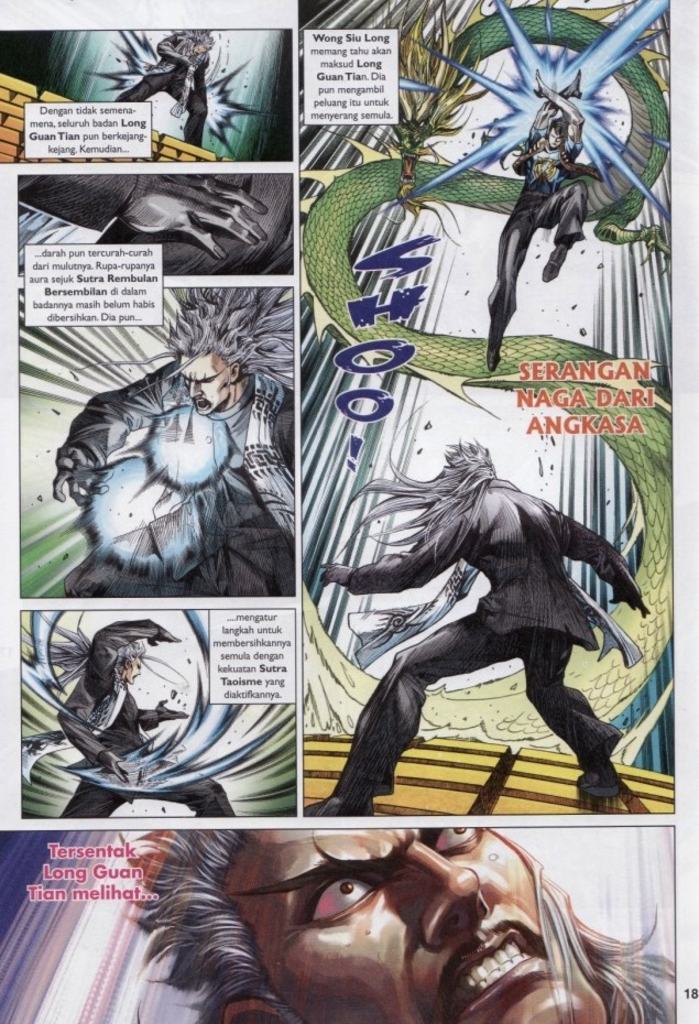 Dengan tidak semena-
mena, seluruh badan Long
Guan Tian pun berkejang-
kejang. Kemudian...
...darah pun tercurah-curah
dari mulutnya. Rupa-rupanya
aura sejuk Sutra Rembulan
Bersembilan di dalam
badannya masih belum habis
dibersihkan. Dia pun...
....mengatur
langkah untuk
membersihkannya
semula dengan
kekuatan Sutra
Taoisme yang
diaktifkannya.
Wong Siu Long
memang tahu akan
maksud Long
Guan Tian. Dia
pun mengambil
peluang itu untuk
menyerang semula.
SHOO!
SERANGAN
NAGA DARI
ANGKASA
Tersentak
Long Guan
Tian melihat...
18